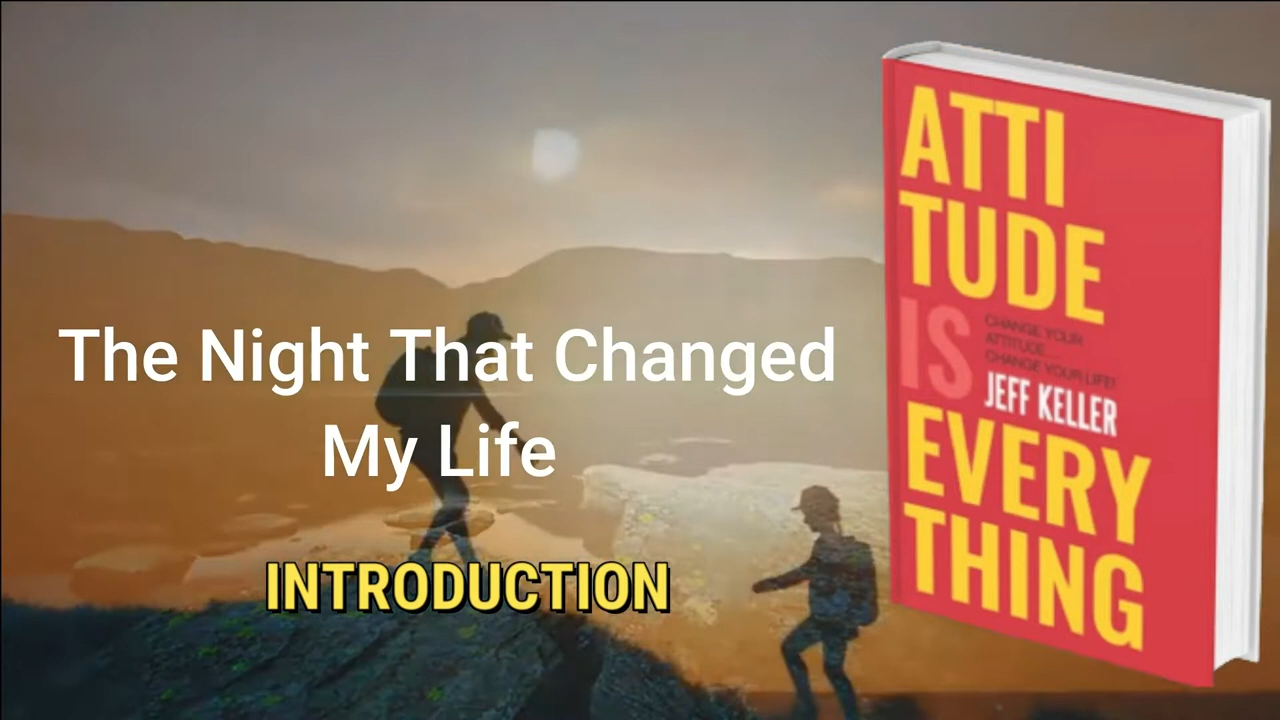 The Night That Changed
My Life
INTRODUCTION
ATTI
TUDE
IS
CHANGE YOUR
ATTITUDE...
CHANGE YOUR LIFE!
JEFF KELLER
EVERY
THING